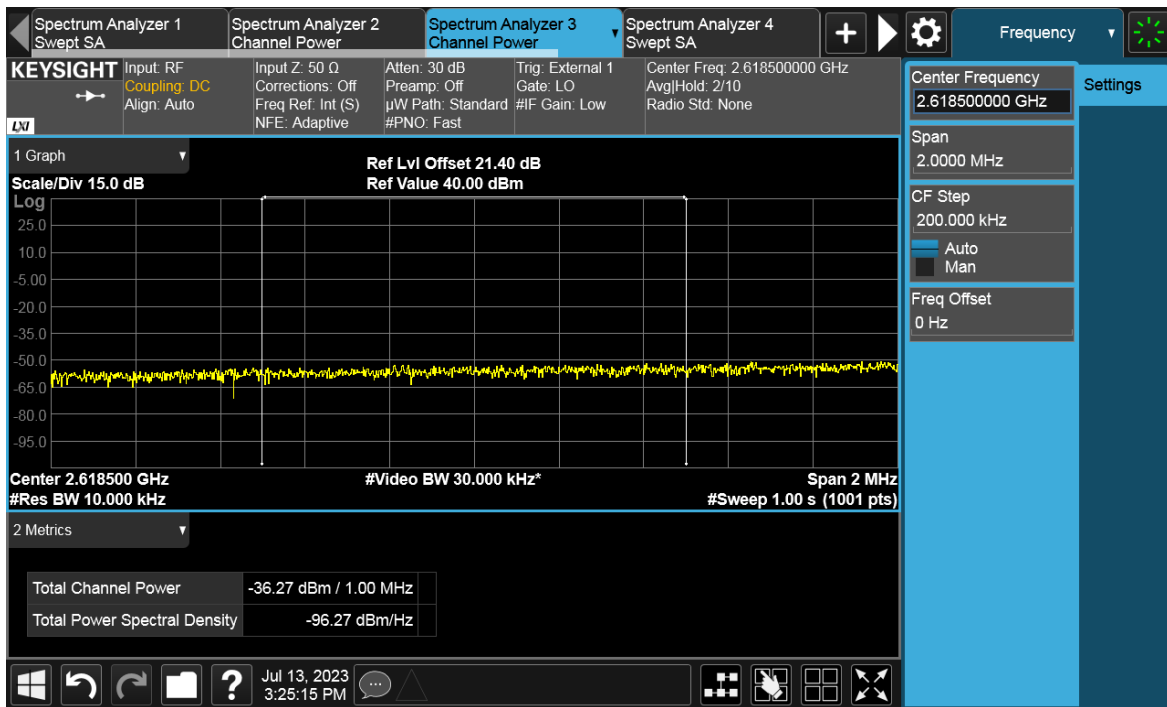 Spectrum Analyzer 1
Swept SA
Spectrum Analyzer 2
Channel Power
Spectrum Analyzer 3
Channel Power
Spectrum Analyzer 4
Swept SA
+
Frequency
KEYSIGHT
LXI
Input: RF
Coupling: DC
Align: Auto
Input Z: 50 Ω
Corrections: Off
Freq Ref: Int (S)
NFE: Adaptive
Atten: 30 dB
Preamp: Off
µW Path: Standard
#PNO: Fast
Trig: External 1
Gate: LO
#IF Gain: Low
Center Freq: 2.618500000 GHz
Avg|Hold: 2/10
Radio Std: None
Center Frequency
2.618500000 GHz
Settings
Span
2.0000 MHz
CF Step
200.000 kHz
Auto
Man
Freq Offset
0 Hz
1 Graph
Scale/Div 15.0 dB
Ref Lvl Offset 21.40 dB
Ref Value 40.00 dBm
Log
25.0
10.0
-5.00
-20.0
-35.0
-50.0
-65.0
-80.0
-95.0
Center 2.618500 GHz
#Res BW 10.000 kHz
#Video BW 30.000 kHz*
Span 2 MHz
#Sweep 1.00 s (1001 pts)
2 Metrics
Total Channel Power -36.27 dBm / 1.00 MHz
Total Power Spectral Density -96.27 dBm/Hz
?
Jul 13, 2023
3:25:15 PM